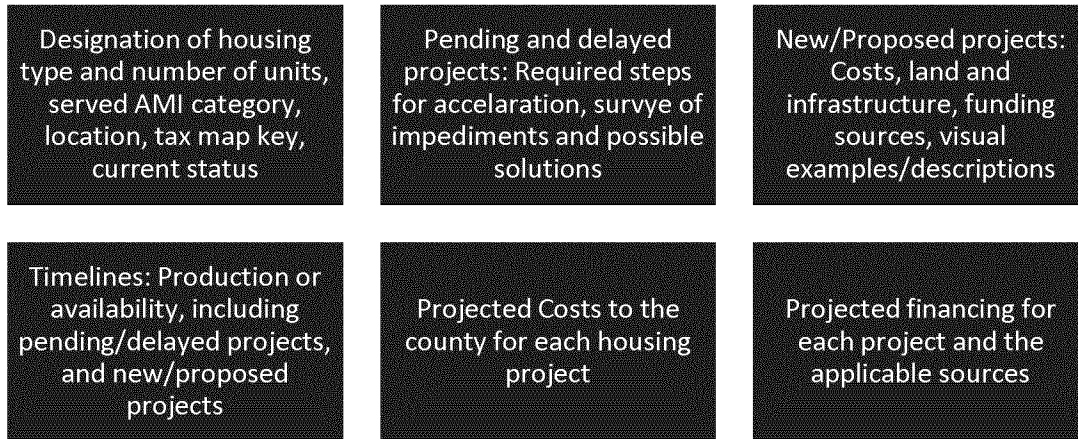 Designation of housing
type and number of units,
served AMI category,
location, tax map key,
current status
Pending and delayed
projects: Required steps
for accelaration, survye of
impediments and possible
solutions
New/Proposed projects:
Costs, land and
infrastructure, funding
sources, visual
examples/descriptions
Timelines: Production or
availability, including
pending/delayed projects,
and new/proposed
projects
Projected Costs to the
county for each housing
project
Projected financing for
each project and the
applicable sources